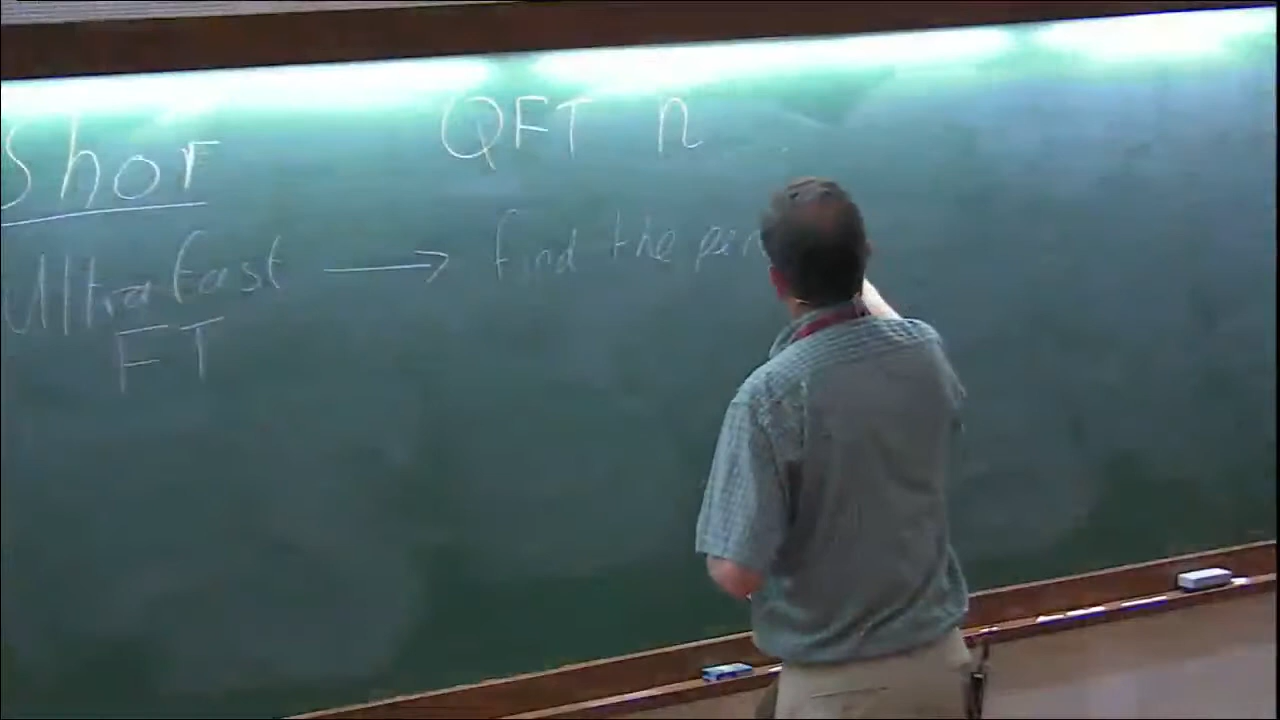 Shor
QFT n
Ultrafast → find the
FT